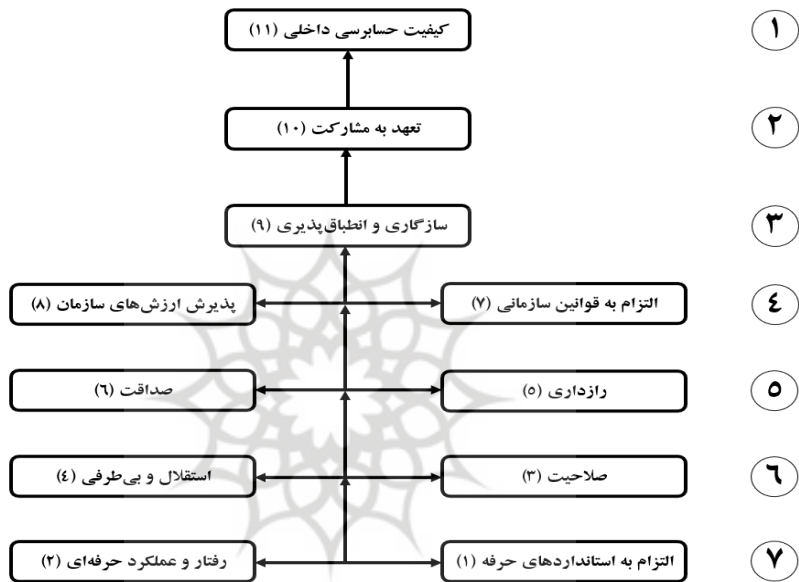 کیفیت حسابرسی داخلی (۱۱)
۱
تعهد به مشارکت (۱۰)
۲
سازگاری و انطباق‌پذیری (۹)
۳
التزام به قوانین سازمانی (۷)
پذیرش ارزش‌های سازمان (۸)
٤
رازداری (٥)
صداقت (٦)
٥
صلاحیت (۳)
استقلال و بی‌طرفی (٤)
٦
التزام به استانداردهای حرفه (۱)
رفتار و عملکرد حرفه‌ای (۲)
۷